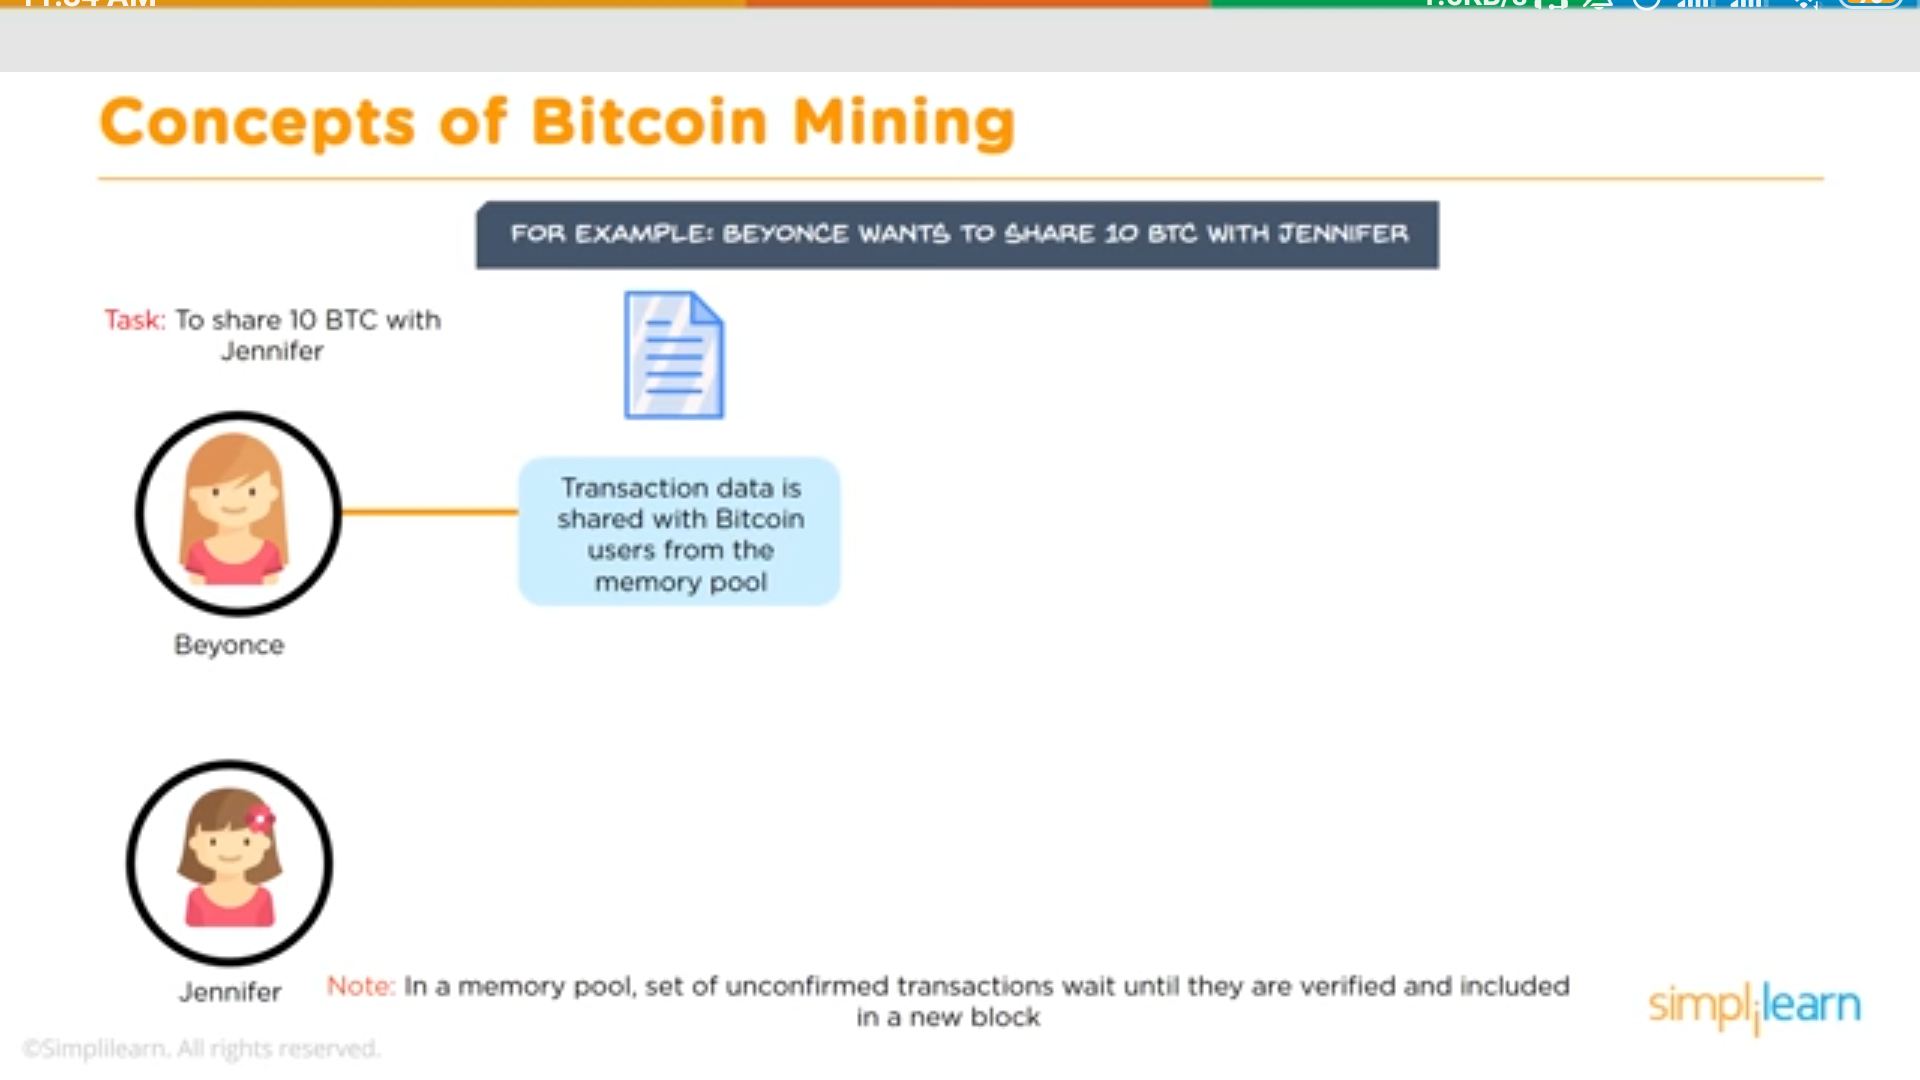 Concepts of Bitcoin Mining
FOR EXAMPLE: BEYONCE WANTS TO SHARE 10 BTC WITH JENNIFER
Task: To share 10 BTC with
Jennifer
Transaction data is
shared with Bitcoin
users from the
memory pool
Beyonce
Jennifer
Note: In a memory pool, set of unconfirmed transactions wait until they are verified and included
in a new block
simplilearn
©Simplilearn. All rights reserved.